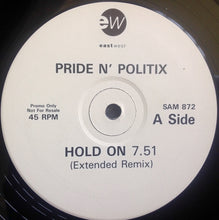 ew
eastwest
PRIDE N' POLITIX
Promo Only
Not For Resale
45 RPM
SAM 872
A Side
HOLD ON 7.51
(Extended Remix)